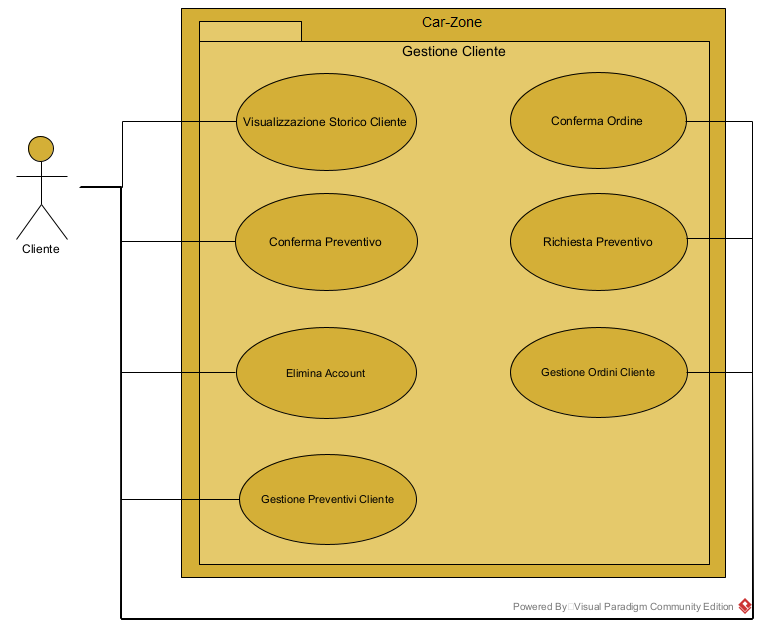 Car-Zone
Gestione Cliente
Visualizzazione Storico Cliente
Conferma Ordine
Cliente
Conferma Preventivo
Richiesta Preventivo
Elimina Account
Gestione Ordini Cliente
Gestione Preventivi Cliente
Powered By Visual Paradigm Community Edition